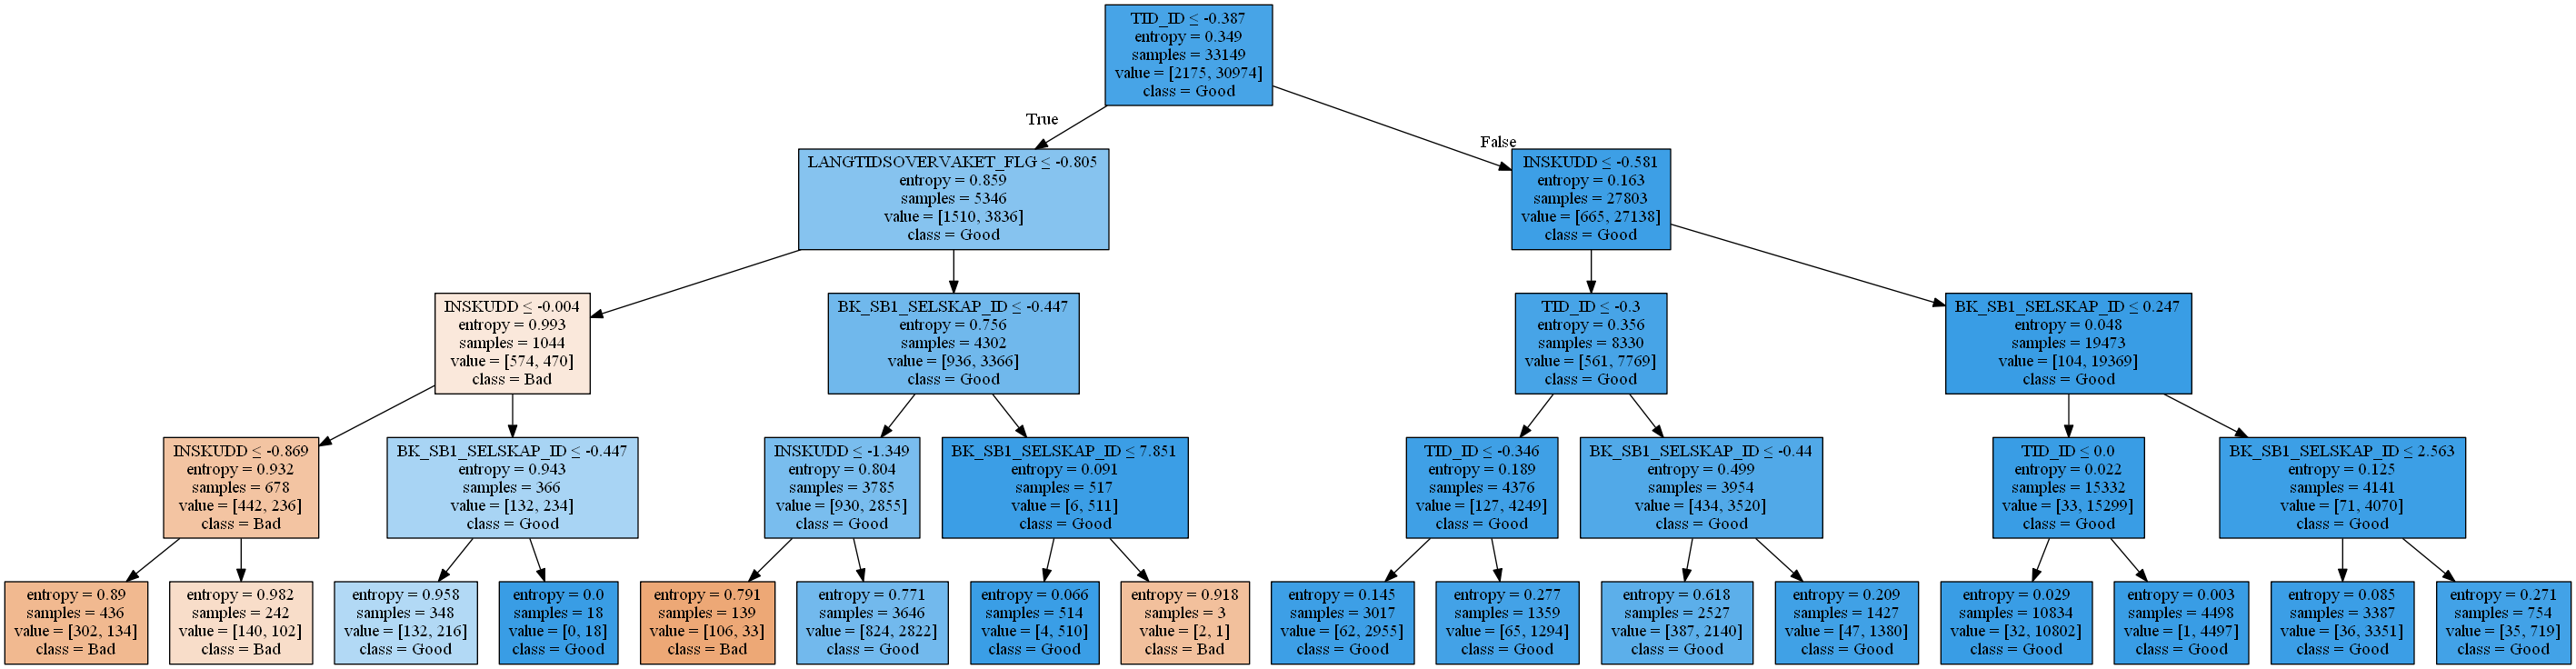 TID_ID ≤ -0.387
entropy = 0.349
samples = 33149
value = [2175, 30974]
class = Good
True
False
LANGTIDSOVERVAKET_FLG ≤ -0.805
entropy = 0.859
samples = 5346
value = [1510, 3836]
class = Good
INSKUDD ≤ -0.581
entropy = 0.163
samples = 27803
value = [665, 27138]
class = Good
INSKUDD ≤ -0.004
entropy = 0.993
samples = 1044
value = [574, 470]
class = Bad
BK_SB1_SELSKAP_ID ≤ -0.447
entropy = 0.756
samples = 4302
value = [936, 3366]
class = Good
TID_ID ≤ -0.3
entropy = 0.356
samples = 8330
value = [561, 7769]
class = Good
BK_SB1_SELSKAP_ID ≤ 0.247
entropy = 0.048
samples = 19473
value = [104, 19369]
class = Good
INSKUDD ≤ -0.869
entropy = 0.932
samples = 678
value = [442, 236]
class = Bad
BK_SB1_SELSKAP_ID ≤ -0.447
entropy = 0.943
samples = 366
value = [132, 234]
class = Good
INSKUDD ≤ -1.349
entropy = 0.804
samples = 3785
value = [930, 2855]
class = Good
BK_SB1_SELSKAP_ID ≤ 7.851
entropy = 0.091
samples = 517
value = [6, 511]
class = Good
TID_ID ≤ -0.346
entropy = 0.189
samples = 4376
value = [127, 4249]
class = Good
BK_SB1_SELSKAP_ID ≤ -0.44
entropy = 0.499
samples = 3954
value = [434, 3520]
class = Good
TID_ID ≤ 0.0
entropy = 0.022
samples = 15332
value = [33, 15299]
class = Good
BK_SB1_SELSKAP_ID ≤ 2.563
entropy = 0.125
samples = 4141
value = [71, 4070]
class = Good
entropy = 0.89
samples = 436
value = [302, 134]
class = Bad
entropy = 0.982
samples = 242
value = [140, 102]
class = Bad
entropy = 0.958
samples = 348
value = [132, 216]
class = Good
entropy = 0.0
samples = 18
value = [0, 18]
class = Good
entropy = 0.791
samples = 139
value = [106, 33]
class = Bad
entropy = 0.771
samples = 3646
value = [824, 2822]
class = Good
entropy = 0.066
samples = 514
value = [4, 510]
class = Good
entropy = 0.918
samples = 3
value = [2, 1]
class = Bad
entropy = 0.145
samples = 3017
value = [62, 2955]
class = Good
entropy = 0.277
samples = 1359
value = [65, 1294]
class = Good
entropy = 0.618
samples = 2527
value = [387, 2140]
class = Good
entropy = 0.209
samples = 1427
value = [47, 1380]
class = Good
entropy = 0.029
samples = 10834
value = [32, 10802]
class = Good
entropy = 0.003
samples = 4498
value = [1, 4497]
class = Good
entropy = 0.085
samples = 3387
value = [36, 3351]
class = Good
entropy = 0.271
samples = 754
value = [35, 719]
class = Good